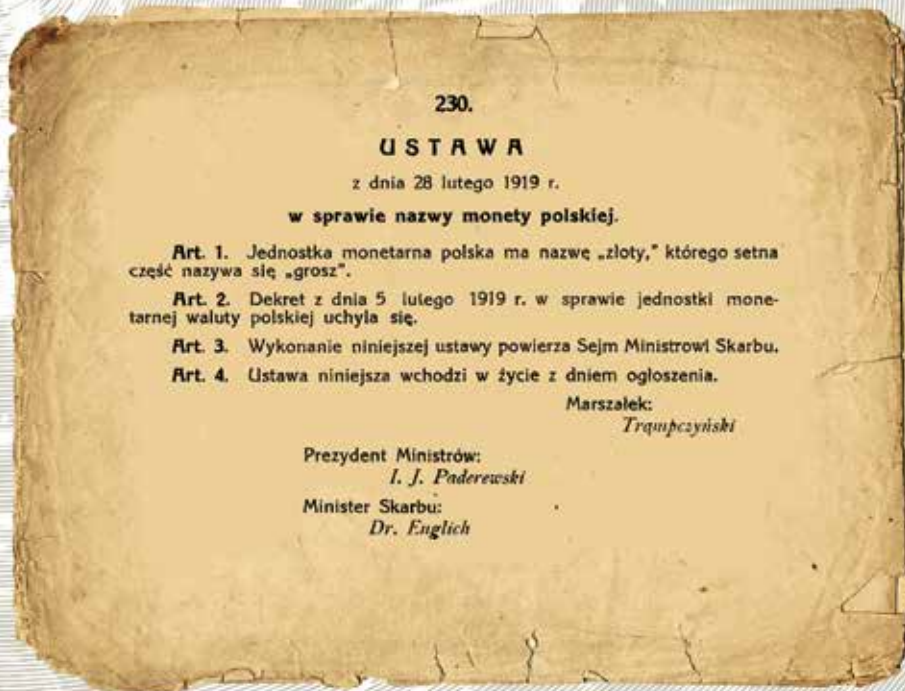 230.
USTAWA
z dnia 28 lutego 1919 r.
w sprawie nazwy monety polskiej.
Art. 1. Jednostka monetarna polska ma nazwę „złoty,” którego setna
część nazywa się „grosz”.
Art. 2. Dekret z dnia 5 lutego 1919 r. w sprawie jednostki mone-
tarnej waluty polskiej uchyla się.
Art. 3. Wykonanie niniejszej ustawy powierza Sejm Ministrowi Skarbu.
Art. 4. Ustawa niniejsza wchodzi w życie z dniem ogłoszenia.
Marszałek:
Trąmpczyński
Prezydent Ministrów:
I. J. Paderewski
Minister Skarbu:
Dr. Englich